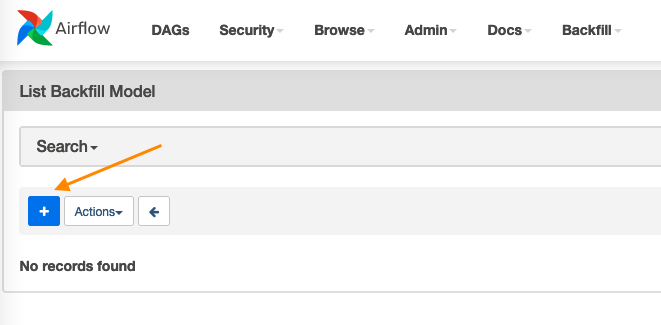 Airflow DAGs Security Browse Admin Docs Backfill
List Backfill Model
Search
+ Actions
No records found